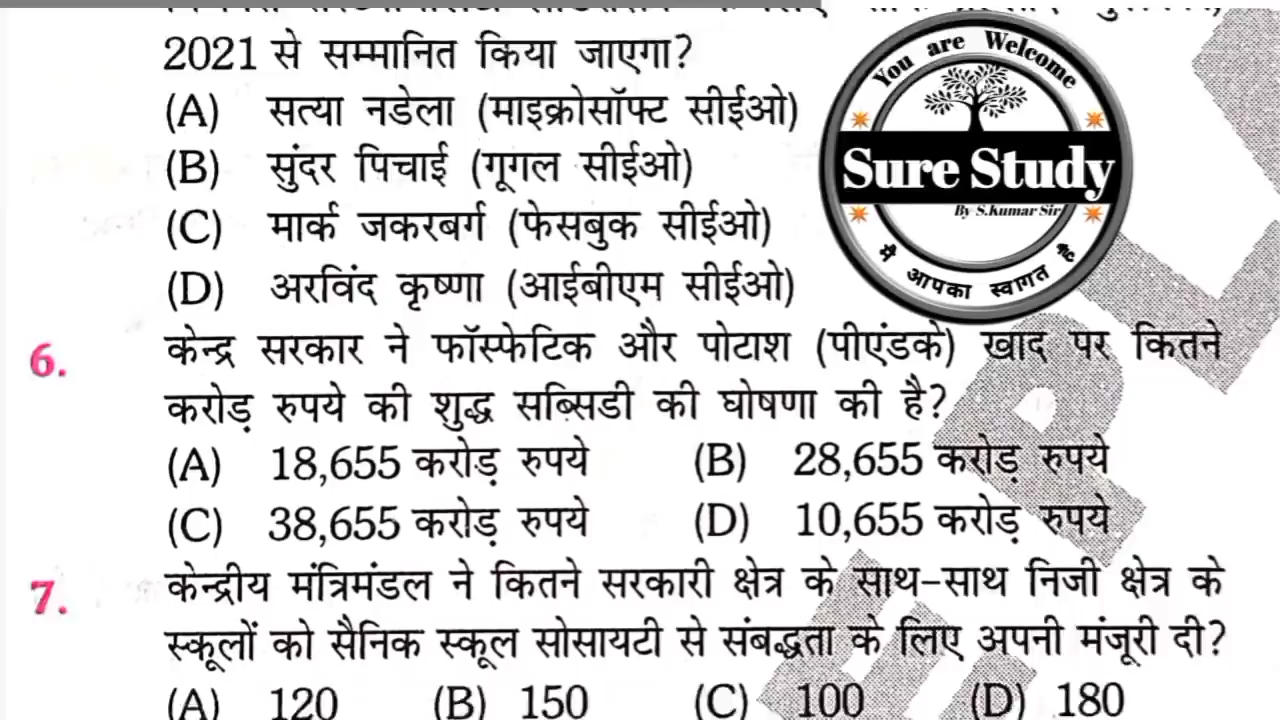 2021 से सम्मानित किया जाएगा?
(A) सत्या नडेला (माइक्रोसॉफ्ट सीईओ)
(B) सुंदर पिचाई (गूगल सीईओ)
(C) मार्क जकरबर्ग (फेसबुक सीईओ)
(D) अरविंद कृष्णा (आईबीएम सीईओ)
You are Welcome
Sure Study
By S.Kumar Sir
मैं आपका स्वागत है
6. केन्द्र सरकार ने फॉस्फेटिक और पोटाश (पीएंडके) खाद पर कितने
करोड़ रुपये की शुद्ध सब्सिडी की घोषणा की है?
(A) 18,655 करोड़ रुपये (B) 28,655 करोड़ रुपये
(C) 38,655 करोड़ रुपये (D) 10,655 करोड़ रुपये
7. केन्द्रीय मंत्रिमंडल ने कितने सरकारी क्षेत्र के साथ-साथ निजी क्षेत्र के
स्कूलों को सैनिक स्कूल सोसायटी से संबद्धता के लिए अपनी मंजूरी दी?
(A) 120 (B) 150 (C) 100 (D) 180